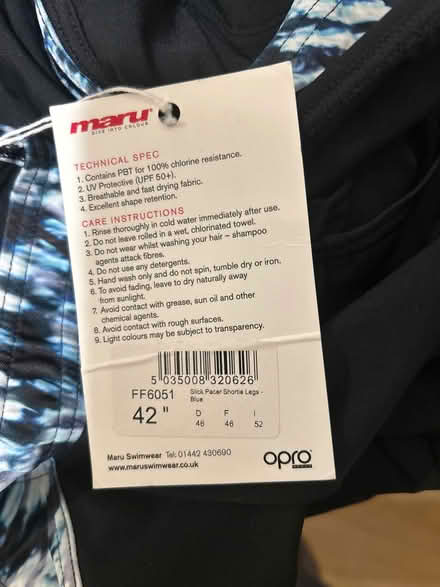 maru
DIVE INTO COLOUR
TECHNICAL SPEC
1. Contains PBT for 100% chlorine resistance.
2. UV Protective (UPF 50+).
3. Breathable and fast drying fabric.
4. Excellent shape retention.
CARE INSTRUCTIONS
1. Rinse thoroughly in cold water immediately after use.
2. Do not leave rolled in a wet, chlorinated towel.
3. Do not wear whilst washing your hair – shampoo
agents attack fibres.
4. Do not use any detergents.
5. Hand wash only and do not spin, tumble dry or iron.
6. To avoid fading, leave to dry naturally away
from sunlight.
7. Avoid contact with grease, sun oil and other
chemical agents.
8. Avoid contact with rough surfaces.
9. Light colours may be subject to transparency.
5 035008 320626
FF6051 Slick Pacer Shortie Legs -
Blue
42" D F I
46 46 52
Maru Swimwear Tel: 01442 430690
www.maruswimwear.co.uk
opro